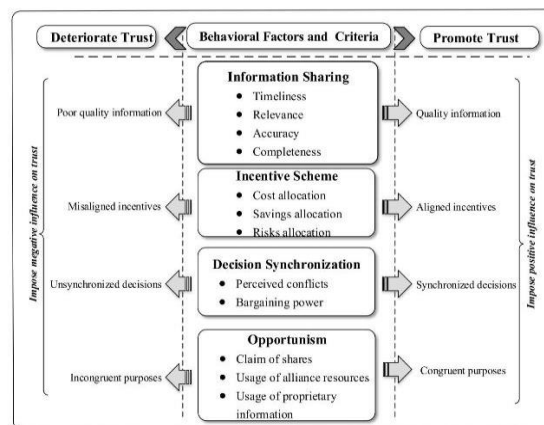 Deteriorate Trust
Behavioral Factors and Criteria
Promote Trust
Information Sharing
Timeliness
Relevance
Accuracy
Completeness
Poor quality information
Quality information
Incentive Scheme
Cost allocation
Savings allocation
Risks allocation
Misaligned incentives
Aligned incentives
Decision Synchronization
Perceived conflicts
Bargaining power
Unsynchronized decisions
Synchronized decisions
Opportunism
Claim of shares
Usage of alliance resources
Usage of proprietary
information
Incongruent purposes
Congruent purposes
Impose negative influence on trust
Impose positive influence on trust